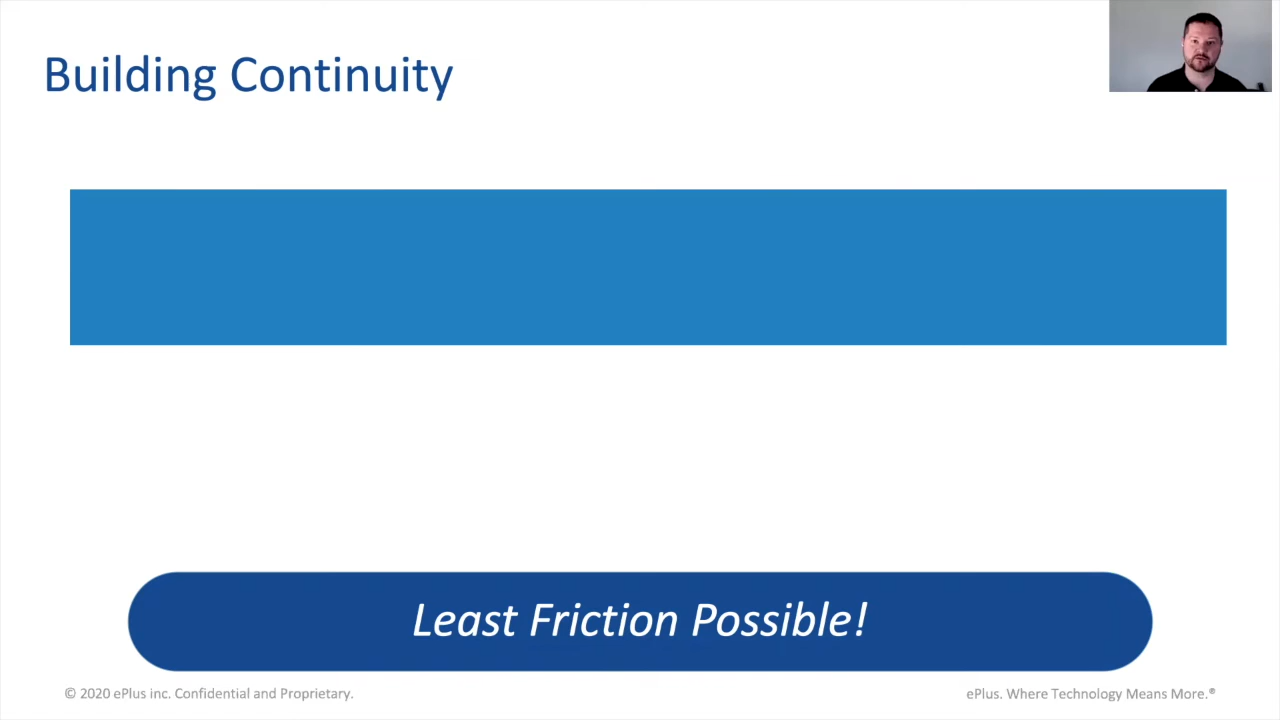 Building Continuity
Least Friction Possible!
© 2020 ePlus inc. Confidential and Proprietary.
ePlus. Where Technology Means More.®